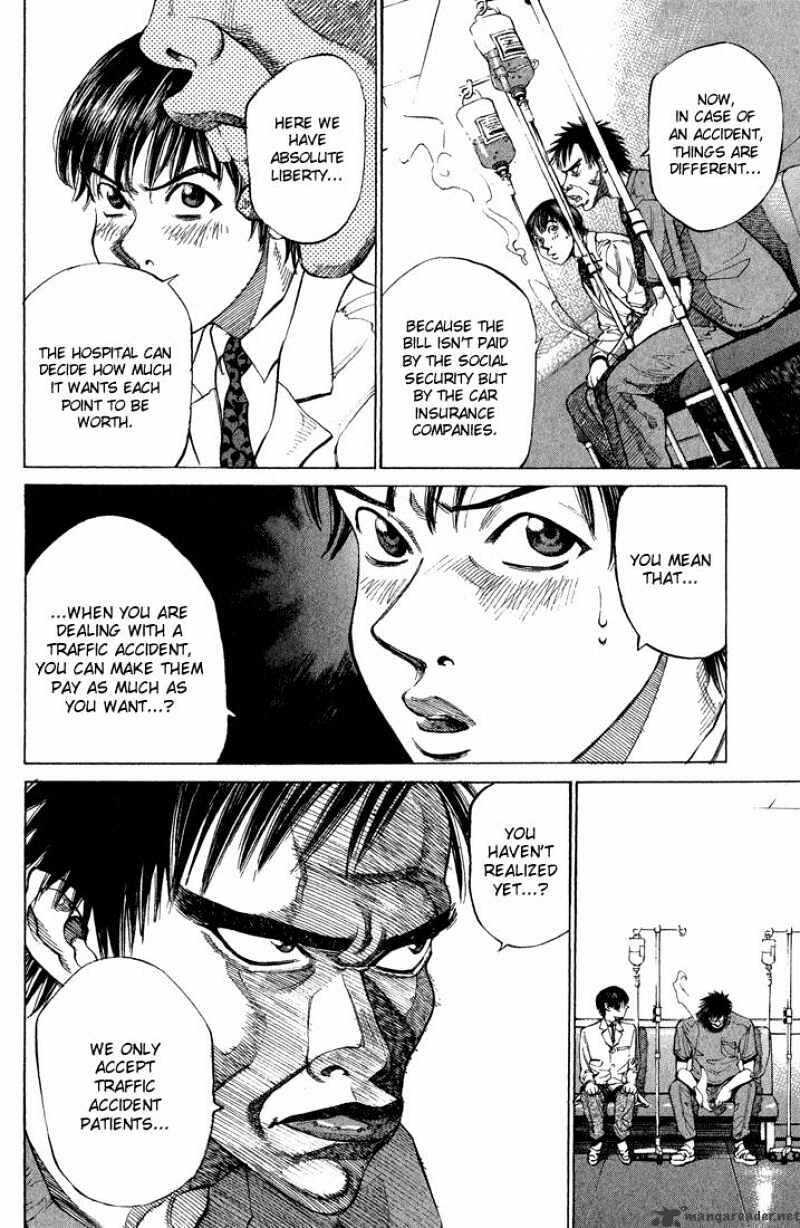 NOW,
IN CASE OF
AN ACCIDENT,
THINGS ARE
DIFFERENT...
BECAUSE THE
BILL ISN'T PAID
BY THE SOCIAL
SECURITY BUT
BY THE CAR
INSURANCE
COMPANIES.
HERE WE
HAVE
ABSOLUTE
LIBERTY...
THE HOSPITAL CAN
DECIDE HOW MUCH
IT WANTS EACH
POINT TO BE
WORTH.
YOU MEAN
THAT...
...WHEN YOU ARE
DEALING WITH A
TRAFFIC ACCIDENT,
YOU CAN MAKE THEM
PAY AS MUCH AS
YOU WANT...?
YOU
HAVEN'T
REALIZED
YET...?
WE ONLY
ACCEPT
TRAFFIC
ACCIDENT
PATIENTS...
mangareader.net